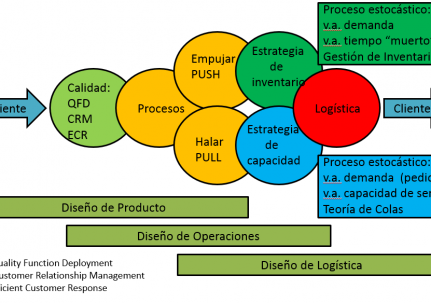 Proceso estocástico:
v.a. demanda
v.a. tiempo "muerto"
Gestión de Inventari
Empujar
PUSH
Estrategia
de
inventario
Calidad:
QFD
CRM
ECR
iente
Procesos
Logística
Cliente
Halar
PULL
Estrategia
de
capacidad
Proceso estocástico:
v.a. demanda (pedid
v.a. capacidad de ser
Teoría de Colas
Diseño de Producto
Diseño de Operaciones
Diseño de Logística
uality Function Deployment
ustomer Relationship Management
icient Customer Response